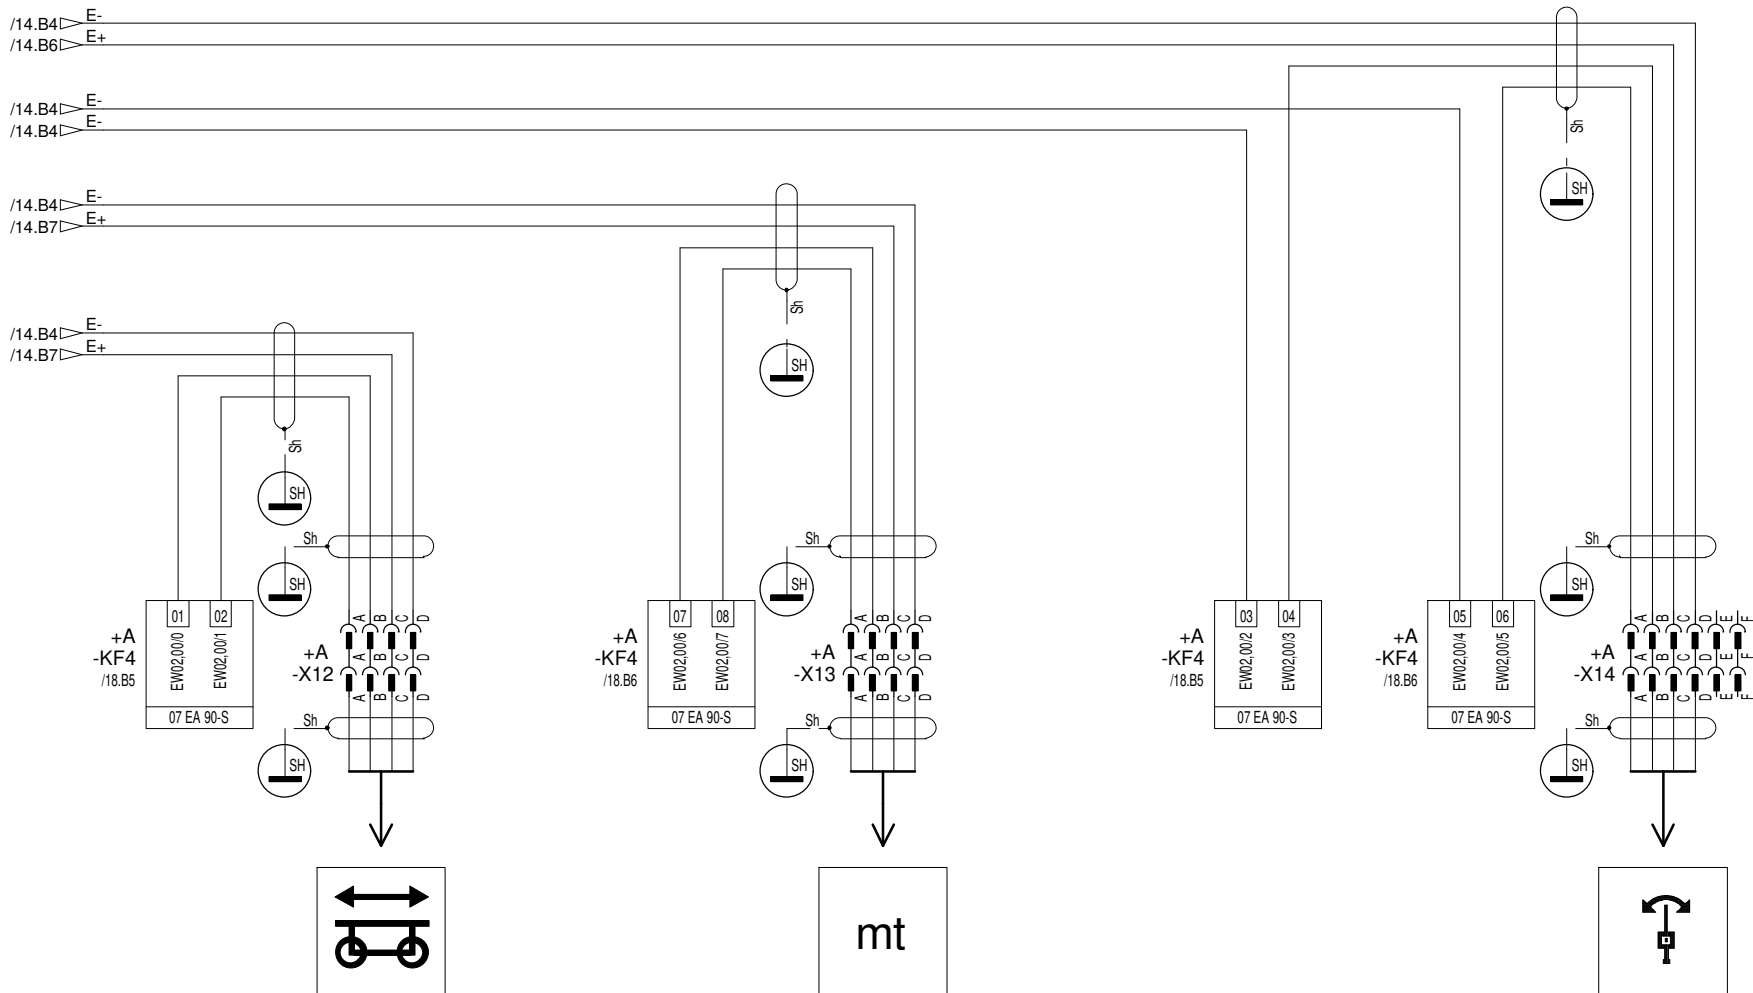 /14.B4 E-
/14.B6 E+
/14.B4 E-
/14.B4 E-
Sh
SH
/14.B4 E-
/14.B7 E+
Sh
SH
/14.B4 E-
/14.B7 E+
Sh
SH
Sh
SH
Sh
SH
Sh
SH
01 02
EW02,00/0
EW02,00/1
+A
-KF4
/18.B5
07 EA 90-S
A B C D
+A
-X12
A B C D
A B C D
07 08
EW02,00/6
EW02,00/7
+A
-KF4
/18.B6
07 EA 90-S
A B C D
+A
-X13
A B C D
A B C D
03 04
EW02,00/2
EW02,00/3
+A
-KF4
/18.B5
07 EA 90-S
05 06
EW02,00/4
EW02,00/5
+A
-KF4
/18.B6
07 EA 90-S
A B C D E F
+A
-X14
A B C D E F
A B C D E F
Sh
SH
Sh
SH
Sh
SH
mt